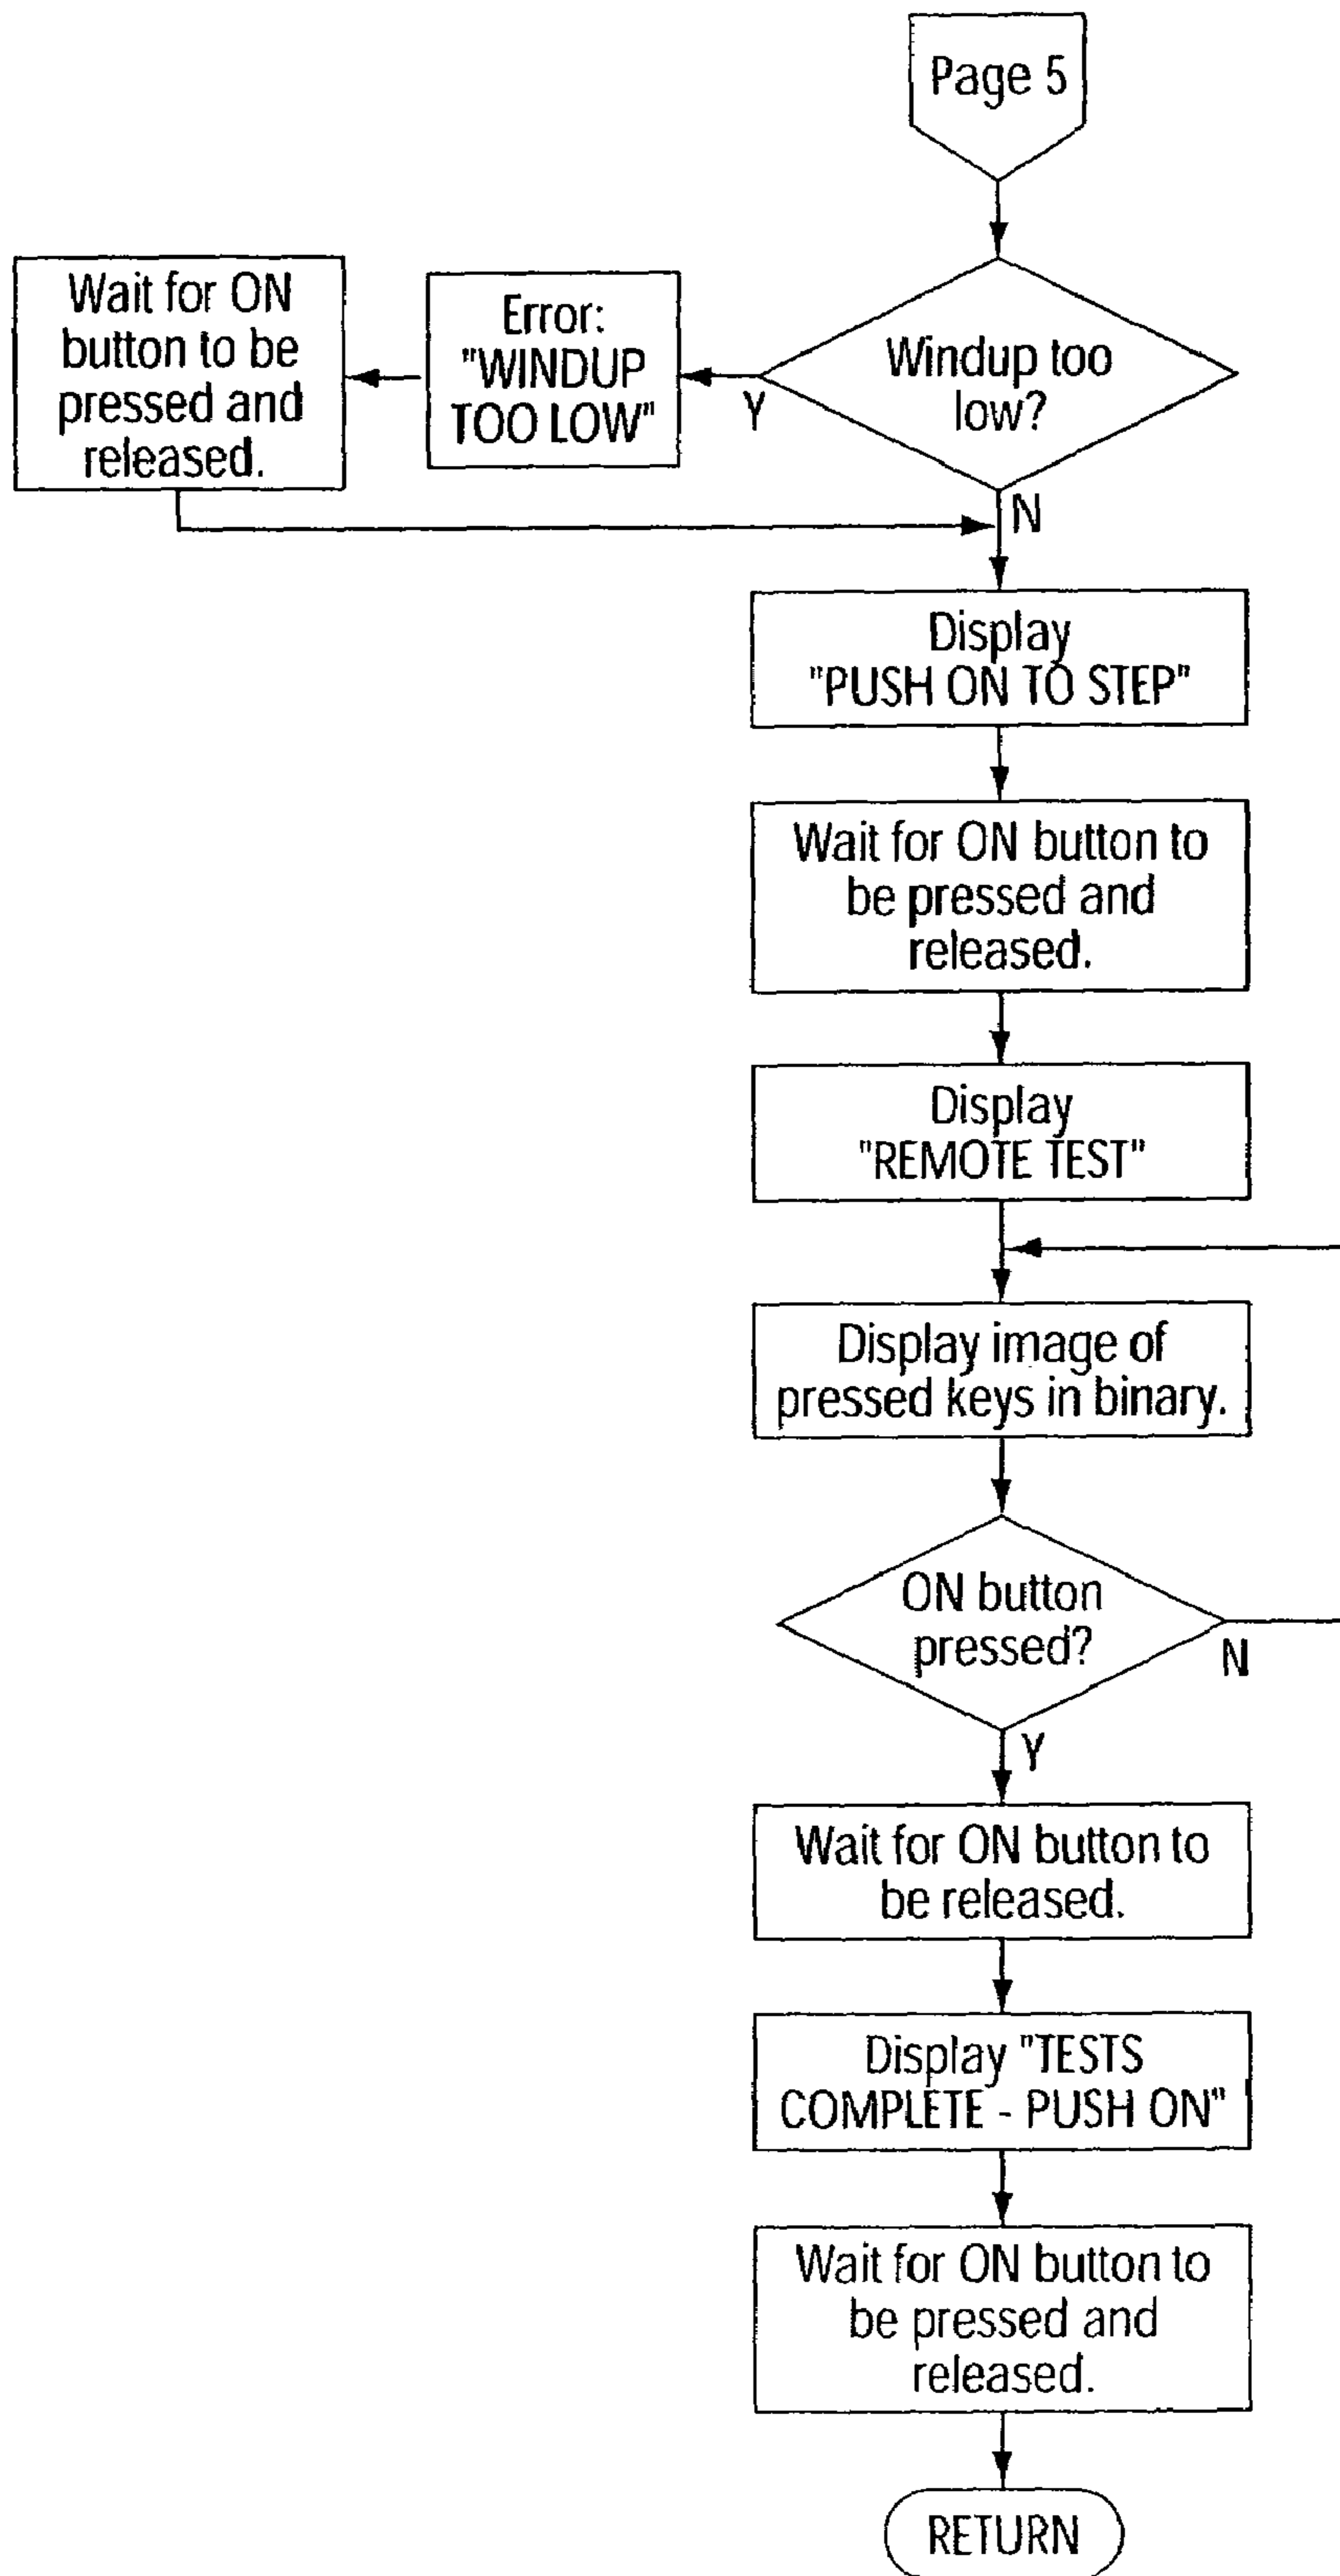 Page 5
Windup too
low?
Y
N
Error:
"WINDUP
TOO LOW"
Wait for ON
button to be
pressed and
released.
Display
"PUSH ON TO STEP"
Wait for ON button to
be pressed and
released.
Display
"REMOTE TEST"
Display image of
pressed keys in binary.
ON button
pressed?
N
Y
Wait for ON button to
be released.
Display "TESTS
COMPLETE - PUSH ON"
Wait for ON button to
be pressed and
released.
RETURN